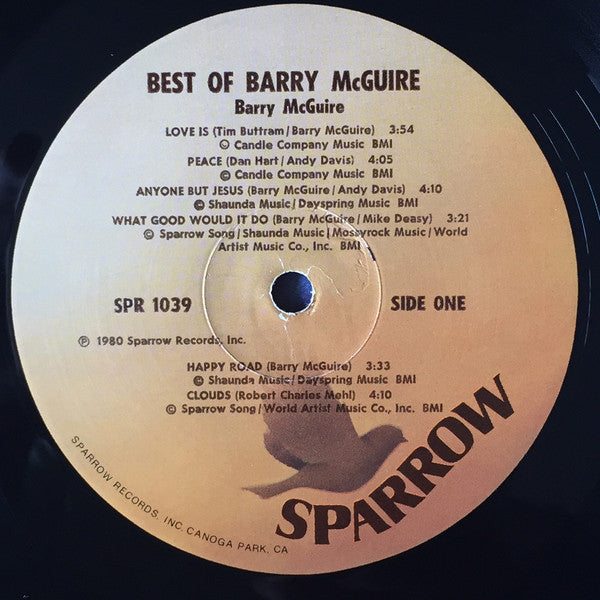 BEST OF BARRY McGUIRE
Barry McGuire
LOVE IS (Tim Buttram/Barry McGuire) 3:54
© Candle Company Music BMI
PEACE (Dan Hart/Andy Davis) 4:05
© Candle Company Music BMI
ANYONE BUT JESUS (Barry McGuire/Andy Davis) 4:10
© Shaunda Music/Dayspring Music BMI
WHAT GOOD WOULD IT DO (Barry McGuire/Mike Deasy) 3:21
© Sparrow Song/Shaunda Music/Mossyrock Music/World
Artist Music Co., Inc. BMI
SPR 1039
SIDE ONE
℗ 1980 Sparrow Records, Inc.
HAPPY ROAD (Barry McGuire) 3:33
© Shaunda Music/Dayspring Music BMI
CLOUDS (Robert Charles Mehl) 4:10
© Sparrow Song/World Artist Music Co., Inc. BMI
SPARROW
SPARROW RECORDS, INC. CANOGA PARK, CA